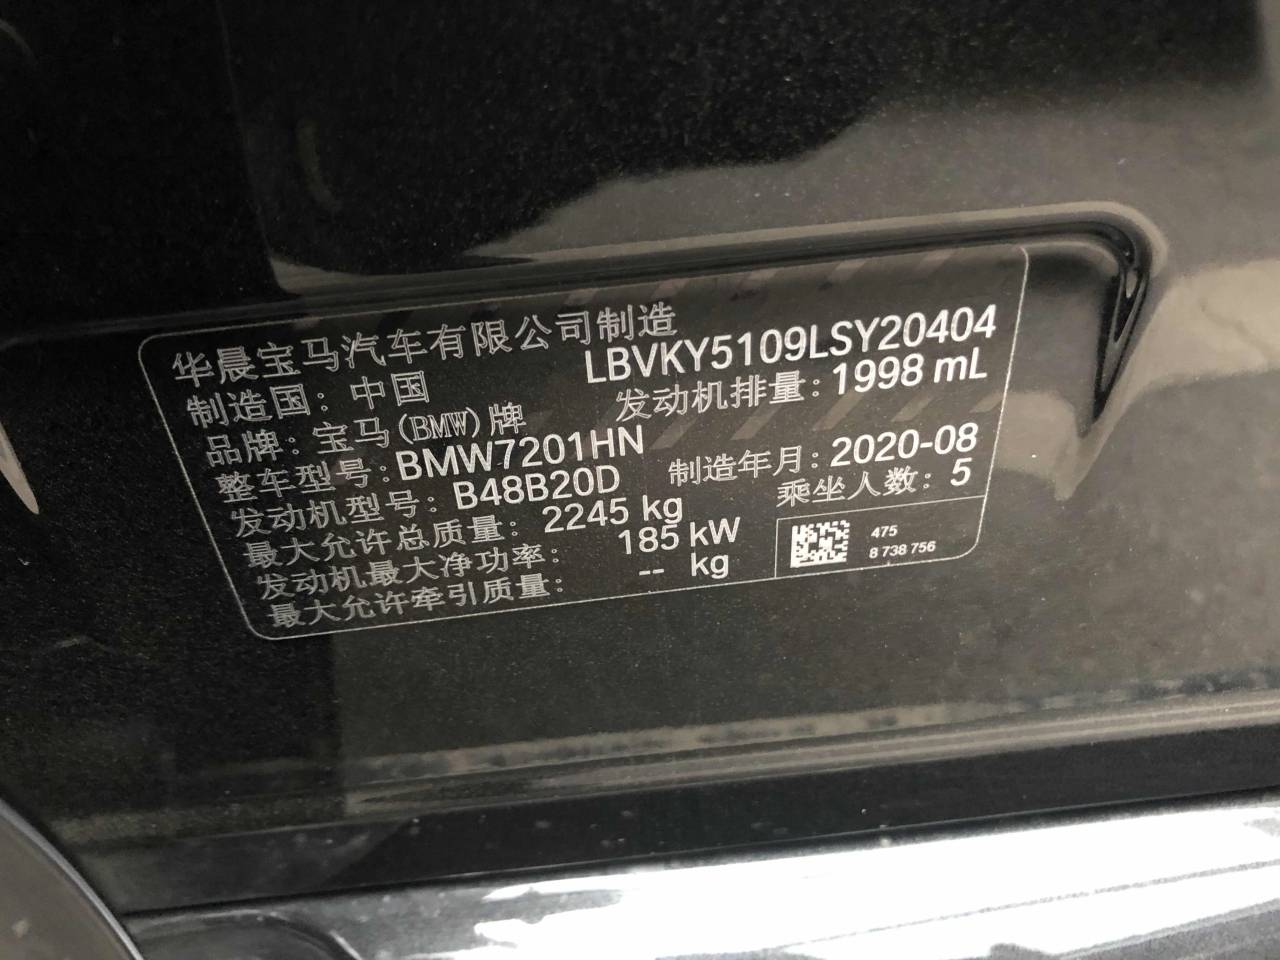 华晨宝马汽车有限公司制造
LBVKY5109LSY20404
制造国：中国
发动机排量：1998 mL
品牌：宝马(BMW)牌
整车型号：BMW7201HN
制造年月：2020-08
发动机型号：B48B20D
乘坐人数：5
最大允许总质量：2245 kg
发动机最大净功率：185 kW
最大允许牵引质量：-- kg
475
8 738 756